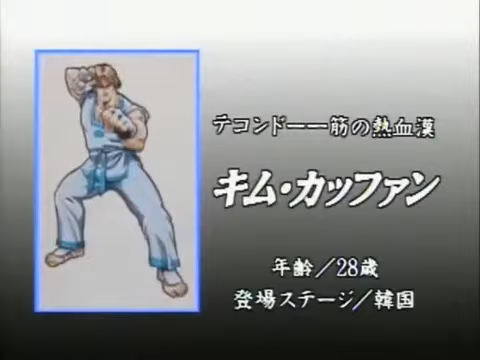 テコンドー一筋の熱血漢
キム・カッファン
年齢／28歳
登場ステージ／韓国